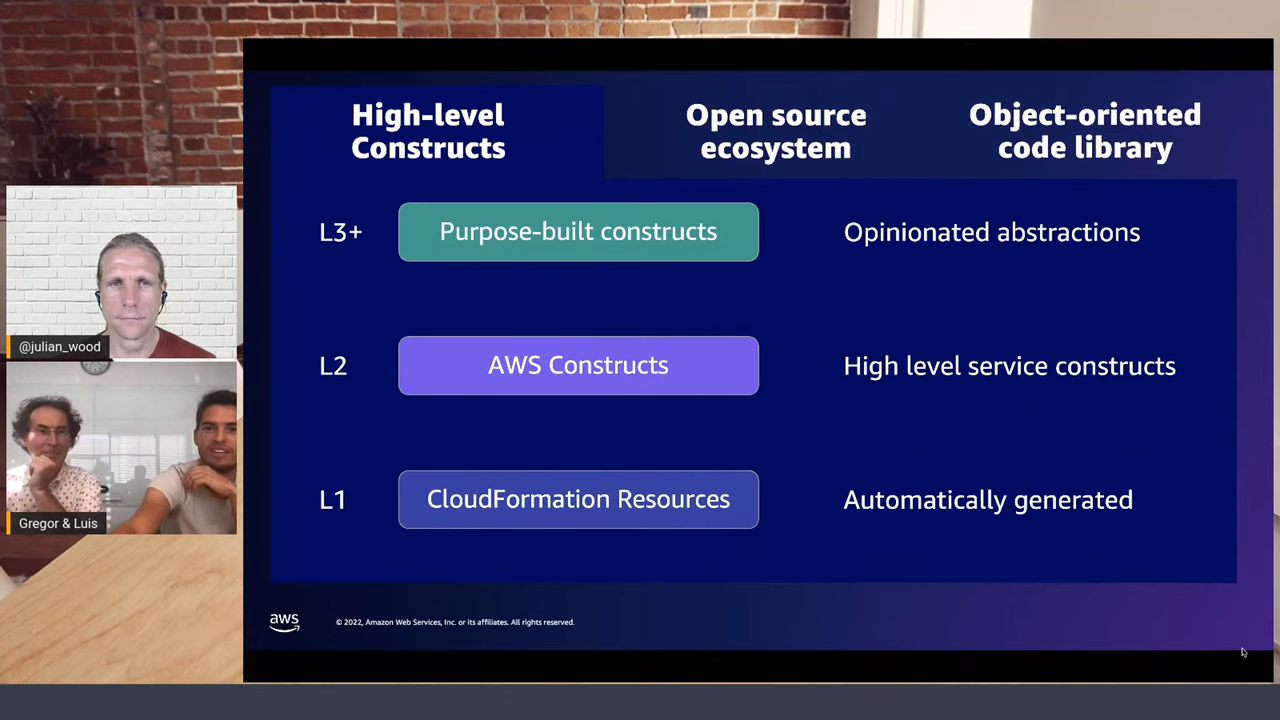 High-level
Constructs
Open source
ecosystem
Object-oriented
code library
L3+
Purpose-built constructs
Opinionated abstractions
L2
AWS Constructs
High level service constructs
L1
CloudFormation Resources
Automatically generated
@julian_wood
Gregor & Luis
aws
© 2022, Amazon Web Services, Inc. or its affiliates. All rights reserved.